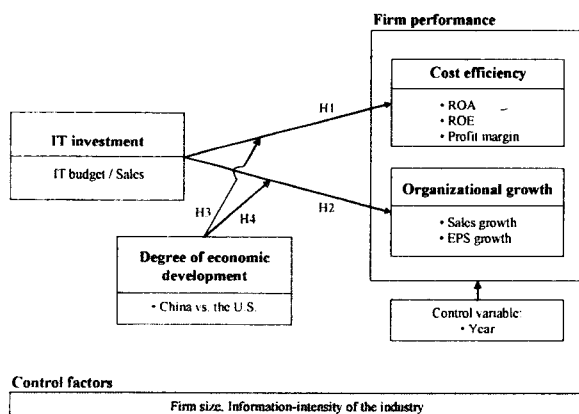 Firm performance
Cost efficiency
• ROA
• ROE
• Profit margin
H1
IT investment
IT budget / Sales
Organizational growth
• Sales growth
• EPS growth
H2
H3
H4
Degree of economic
development
• China vs. the U.S.
Control variable:
• Year
Control factors
Firm size, Information-intensity of the industry